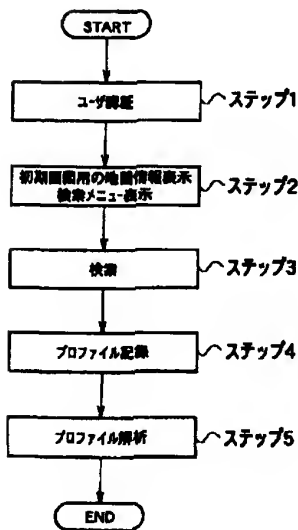 START
ユーザ認証
ステップ1
初期画面用の地図情報表示
検索メニュー表示
ステップ2
検索
ステップ3
プロファイル記録
ステップ4
プロファイル解析
ステップ5
END